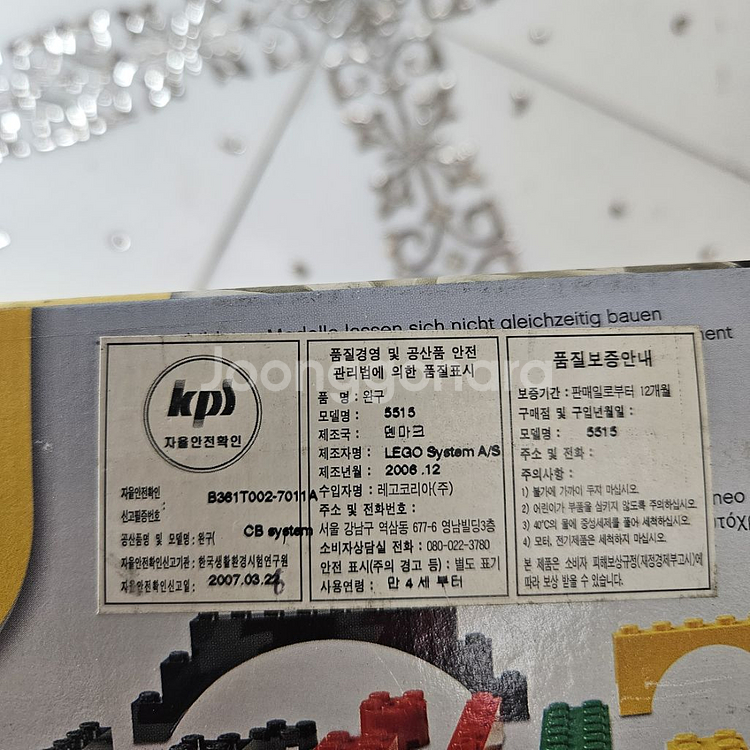 Modelle lassen sich nicht gleichzeitig bauen
ment
kps
자율안전확인
자율안전확인
신고필증번호 :
B361T002-7011A
공산품명 및 모델명 : 완구(
CB system
자율안전확인신고기관 : 한국생활환경시험연구원
자율안전확인신고일 : 2007.03.22
품질경영 및 공산품 안전
관리법에 의한 품질표시
품 명 : 완구
모델명 : 5515
제조국 : 덴마크
제조자명 : LEGO System A/S
제조년월 : 2006 .12
수입자명 : 레고코리아(주)
주소 및 전화번호 :
서울 강남구 역삼동 677-6 영남빌딩3층
소비자상담실 전화 : 080-022-3780
안전 표시(주의 경고 등) : 별도 표기
사용연령 : 만 4 세 부터
품질보증안내
보증기간 : 판매일로부터 12개월
구매점 및 구입년월일 :
모델명 : 5515
주소 및 전화 :
주의사항 :
1) 불가에 가까이 두지 마십시오.
2) 어린이가 부품을 삼키지 않도록 주의하십시오.
3) 40℃의 물에 중성세제를 풀어 세척하십시오.
4) 모터, 전기제품은 세척하지 마십시오.
본 제품은 소비자 피해보상규정(재정경제부고시)에
따라 보상 받을 수 있습니다.
neo
Joonggonara